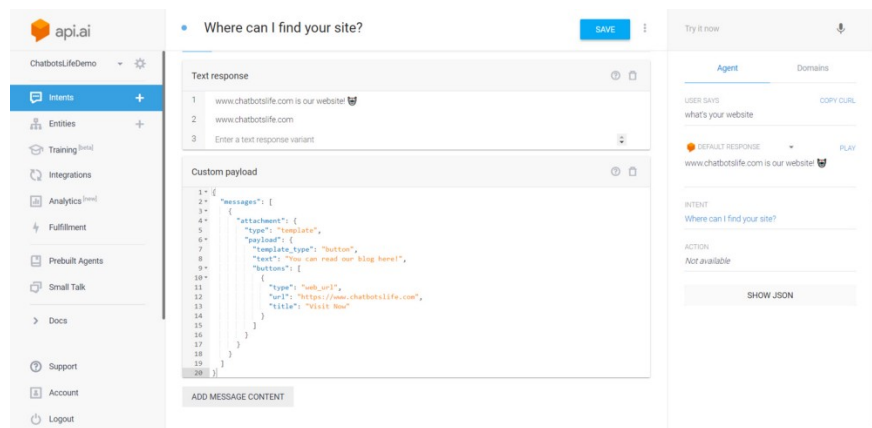 api.ai
ChatbotsLifeDemo
Intents
Entities
Training [beta]
Integrations
Analytics [new]
Fulfillment
Prebuilt Agents
Small Talk
Docs
Support
Account
Logout
Where can I find your site?
SAVE
Text response
1 www.chatbotslife.com is our website!
2 www.chatbotslife.com
3 Enter a text response variant
Custom payload
1 {
2 "messages": [
3 {
4 "attachment": {
5 "type": "template",
6 "payload": {
7 "template_type": "button",
8 "text": "You can read our blog here!",
9 "buttons": [
10 {
11 "type": "web_url",
12 "url": "https://www.chatbotslife.com",
13 "title": "Visit Now"
14 }
15 ]
16 }
17 }
18 }
19 ]
20 }
ADD MESSAGE CONTENT
Try it now
Agent Domains
USER SAYS COPY CURL
what's your website
DEFAULT RESPONSE PLAY
www.chatbotslife.com is our website!
INTENT
Where can I find your site?
ACTION
Not available
SHOW JSON